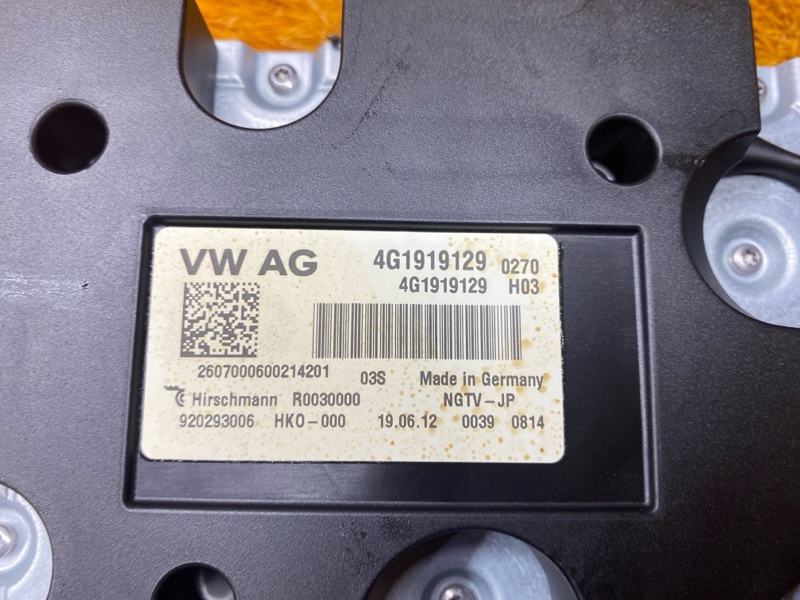 VW AG 4G1919129 0270
4G1919129 H03
2607000600214201 03S Made in Germany
Hirschmann R0030000 NGTV-JP
920293006 HKO-000 19.06.12 0039 0814